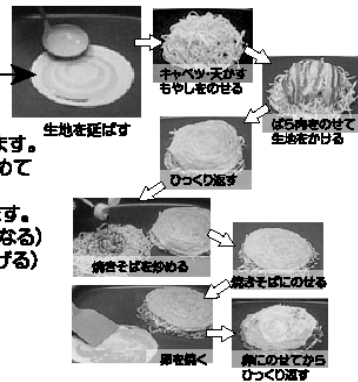 生地を延ばす
キャベツ・天かす
もやしをのせる
ばら肉をのせて
生地をかける
ひっくり返す
ます。
めて
す。
なる)
げる)
焼きそばを炒める
焼きそばにのせる
卵を焼く
卵にのせてから
ひっくり返す